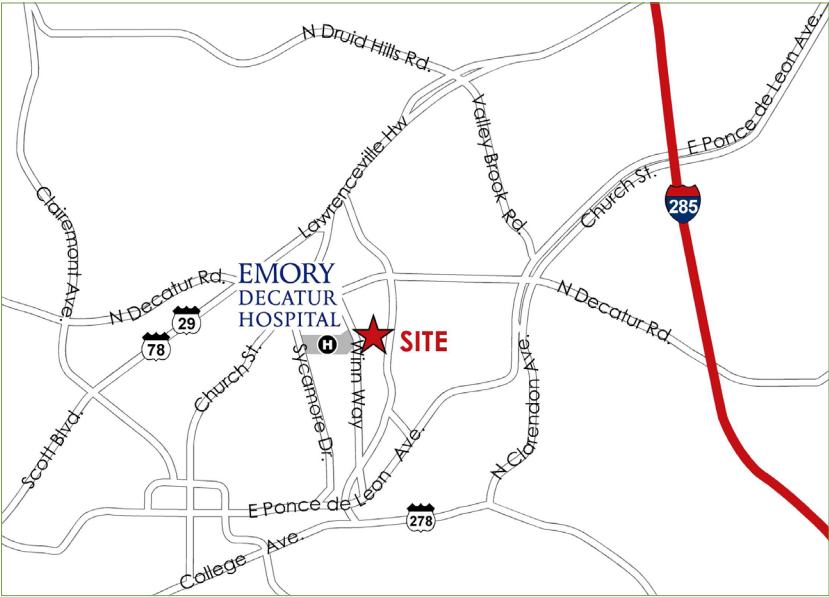 N Druid Hills Rd.
E Ponce de Leon Ave.
Lawrenceville Hw
Valley Brook Rd.
Church St.
Clairemont Ave.
285
N Decatur Rd.
EMORY
DECATUR
HOSPITAL
N Decatur Rd.
29
78
H
SITE
Church St.
Sycamore Dr.
Winn Way
N Clarendon Ave.
Scott Blvd.
E Ponce de Leon Ave.
278
College Ave.